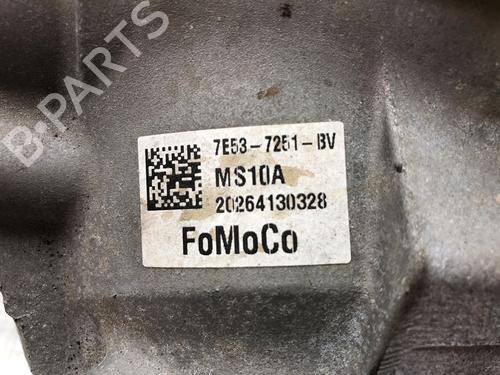 B-PARTS
7E53-7251-BV
MS10A
20264130328
FoMoCo